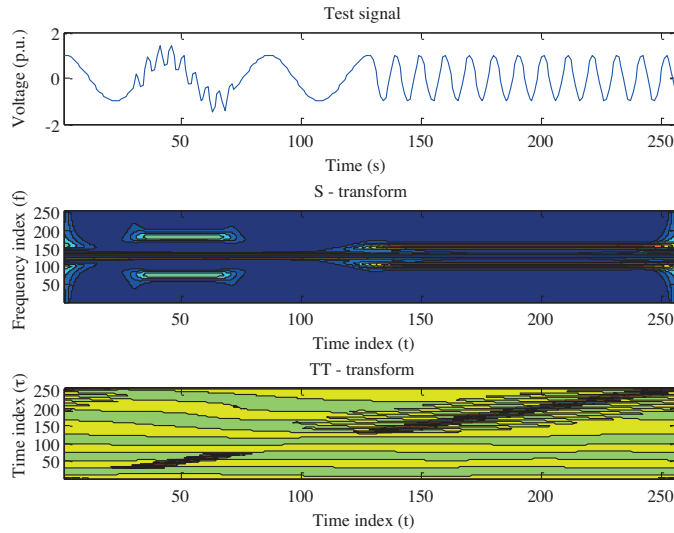 Test signal
Voltage (p.u.)
2
0
-2
50 100 150 200 250
Time (s)
S - transform
Frequency index (f)
250
200
150
100
50
50 100 150 200 250
Time index (t)
TT - transform
Time index (τ)
250
200
150
100
50
50 100 150 200 250
Time index (t)